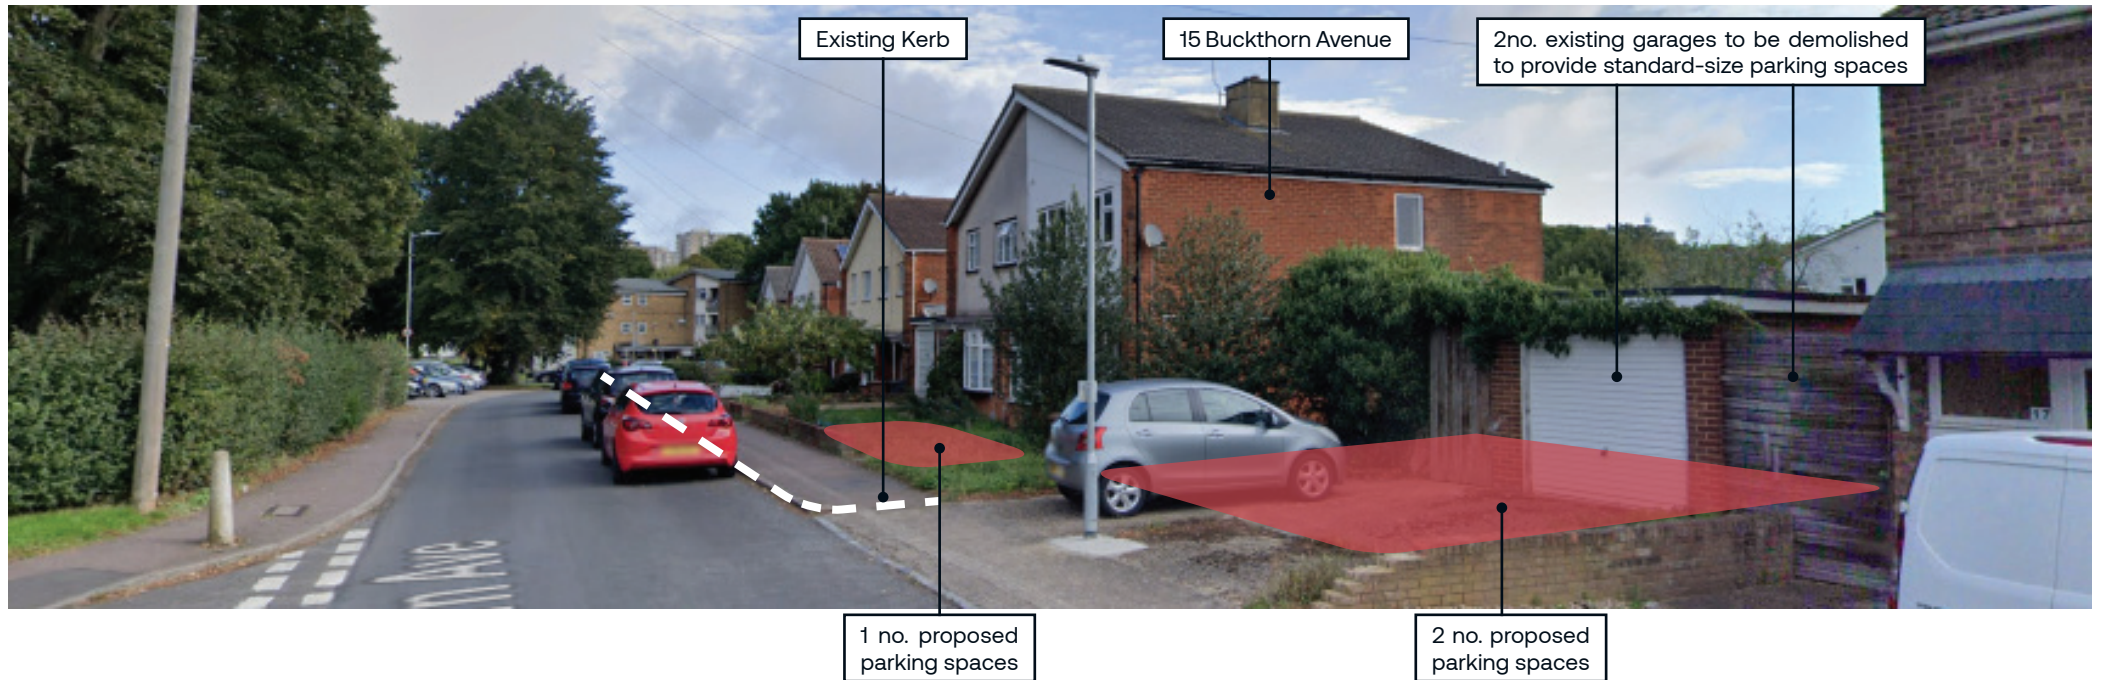 Existing Kerb
15 Buckthorn Avenue
2no. existing garages to be demolished
to provide standard-size parking spaces
17
n Ave
1 no. proposed
parking spaces
2 no. proposed
parking spaces